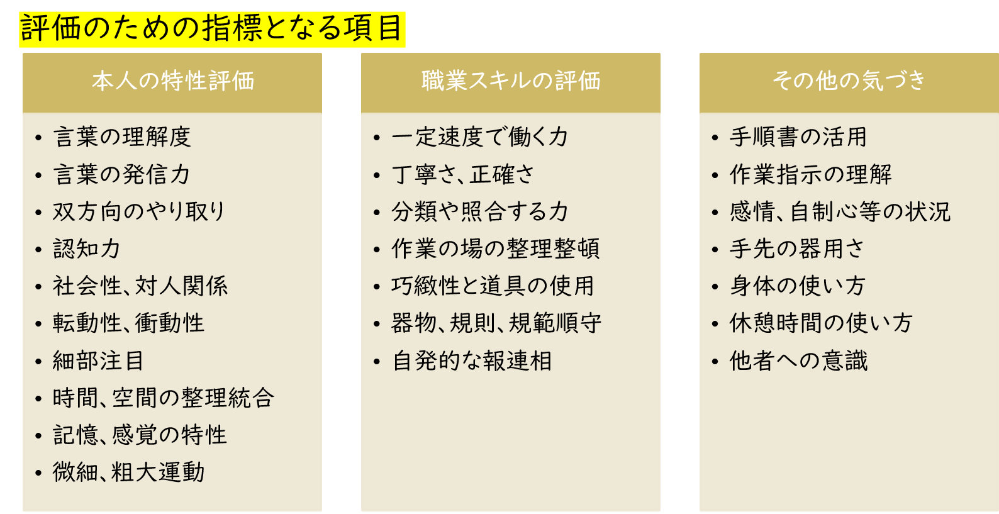 評価のための指標となる項目
本人の特性評価
• 言葉の理解度
• 言葉の発信力
• 双方向のやり取り
• 認知力
• 社会性、対人関係
• 転動性、衝動性
• 細部注目
• 時間、空間の整理統合
• 記憶、感覚の特性
• 微細、粗大運動
職業スキルの評価
• 一定速度で働く力
• 丁寧さ、正確さ
• 分類や照合する力
• 作業の場の整理整頓
• 巧緻性と道具の使用
• 器物、規則、規範順守
• 自発的な報連相
その他の気づき
• 手順書の活用
• 作業指示の理解
• 感情、自制心等の状況
• 手先の器用さ
• 身体の使い方
• 休憩時間の使い方
• 他者への意識